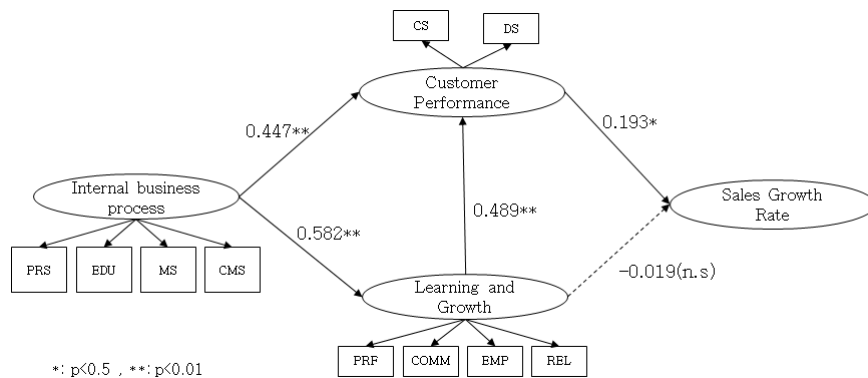 CS
DS
Customer
Performance
0.447**
0.193*
Internal business
process
Sales Growth
Rate
0.489**
0.582**
PRS
EDU
MS
CMS
-0.019(n.s)
Learning and
Growth
PRF
COMM
EMP
REL
*: p<0.5 , **: p<0.01